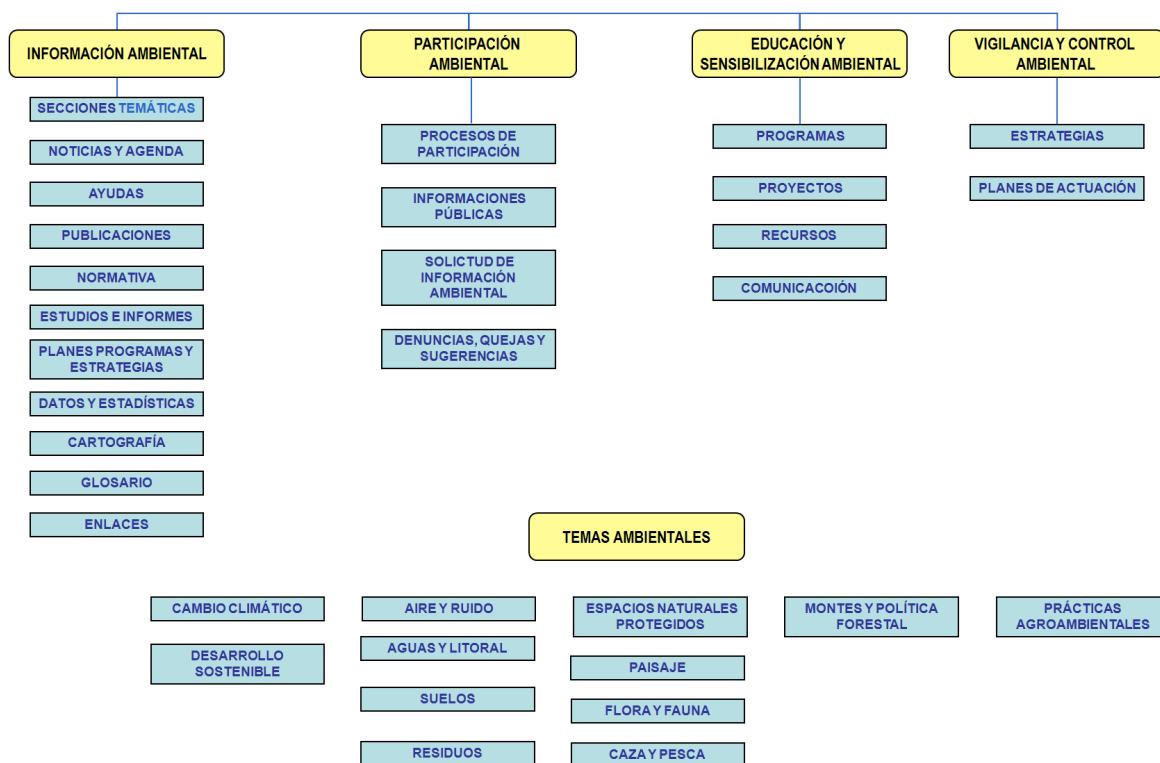 INFORMACIÓN AMBIENTAL
SECCIONES TEMÁTICAS
NOTICIAS Y AGENDA
AYUDAS
PUBLICACIONES
NORMATIVA
ESTUDIOS E INFORMES
PLANES PROGRAMAS Y
ESTRATEGIAS
DATOS Y ESTADÍSTICAS
CARTOGRAFÍA
GLOSARIO
ENLACES
PARTICIPACIÓN
AMBIENTAL
PROCESOS DE
PARTICIPACIÓN
INFORMACIONES
PÚBLICAS
SOLICTUD DE
INFORMACIÓN
AMBIENTAL
DENUNCIAS, QUEJAS Y
SUGERENCIAS
EDUCACIÓN Y
SENSIBILIZACIÓN AMBIENTAL
PROGRAMAS
PROYECTOS
RECURSOS
COMUNICACOIÓN
VIGILANCIA Y CONTROL
AMBIENTAL
ESTRATEGIAS
PLANES DE ACTUACIÓN
TEMAS AMBIENTALES
CAMBIO CLIMÁTICO
DESARROLLO
SOSTENIBLE
AIRE Y RUIDO
AGUAS Y LITORAL
SUELOS
RESIDUOS
ESPACIOS NATURALES
PROTEGIDOS
PAISAJE
FLORA Y FAUNA
CAZA Y PESCA
MONTES Y POLÍTICA
FORESTAL
PRÁCTICAS
AGROAMBIENTALES